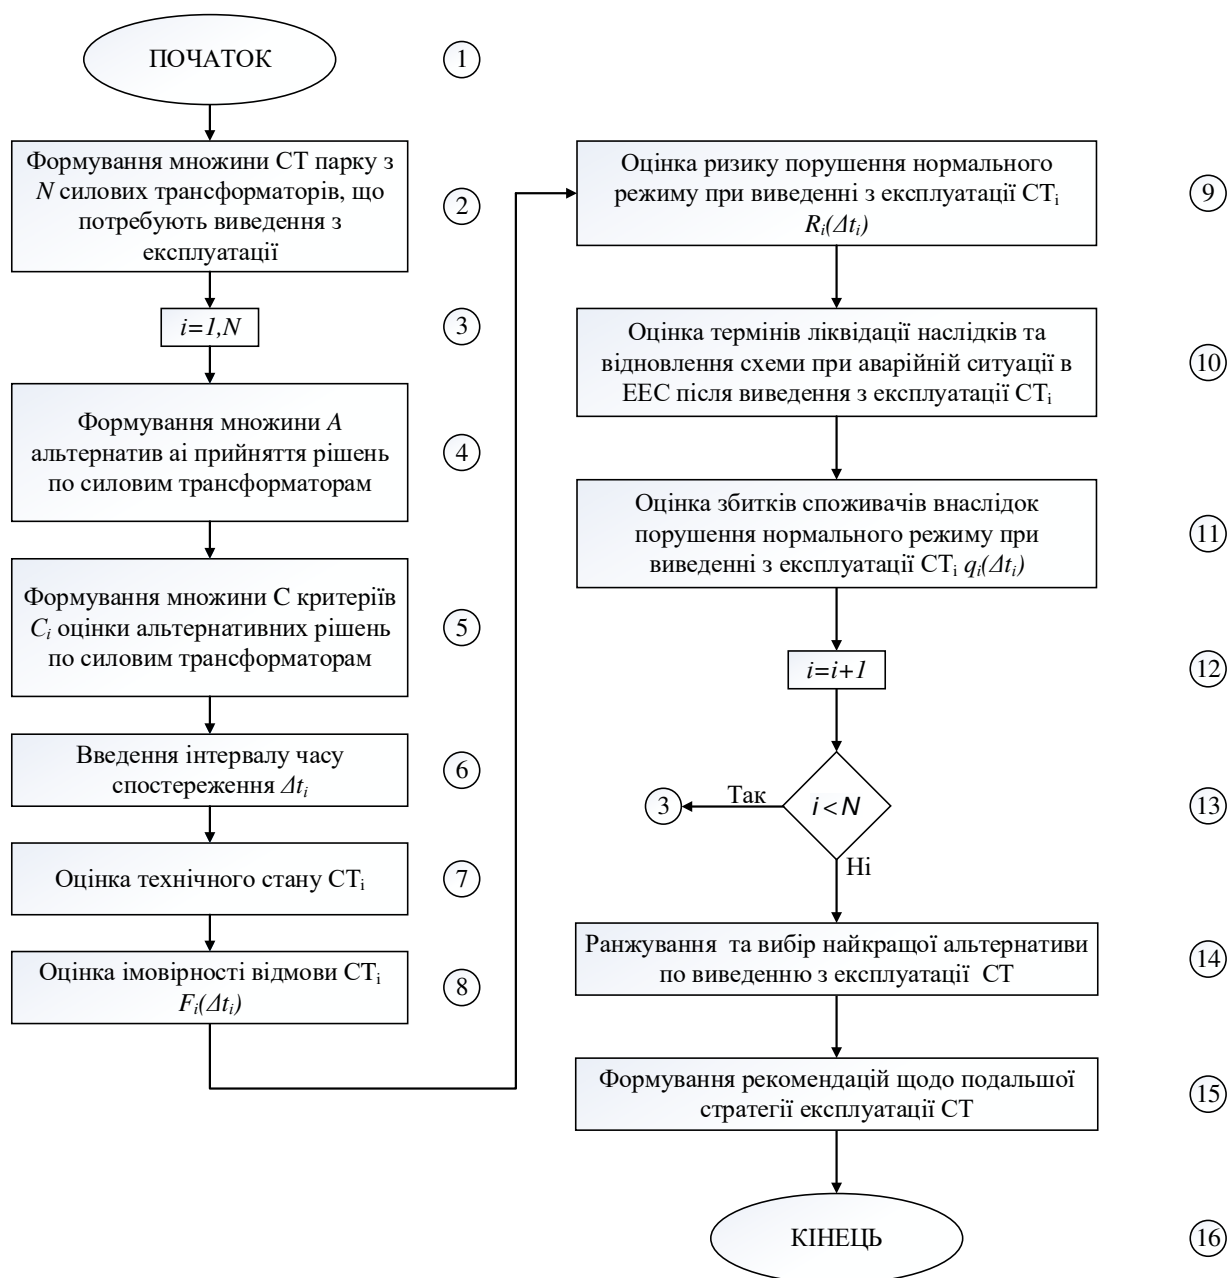 ПОЧАТОК
1
Формування множини СТ парку з
N силових трансформаторів, що
потребують виведення з
експлуатації
2
i=1,N
3
Формування множини A
альтернатив аі прийняття рішень
по силовим трансформаторам
4
Формування множини С критеріїв
Ci оцінки альтернативних рішень
по силовим трансформаторам
5
Введення інтервалу часу
спостереження Δti
6
Оцінка технічного стану СТі
7
Оцінка імовірності відмови СТі
Fi(Δti)
8
Оцінка ризику порушення нормального
режиму при виведенні з експлуатації СТі
Ri(Δti)
9
Оцінка термінів ліквідації наслідків та
відновлення схеми при аварійній ситуації в
ЕЕС після виведення з експлуатації СТі
10
Оцінка збитків споживачів внаслідок
порушення нормального режиму при
виведенні з експлуатації СТі qi(Δti)
11
i=i+1
12
3
Так
i<N
13
Ні
Ранжування та вибір найкращої альтернативи
по виведенню з експлуатації СТ
14
Формування рекомендацій щодо подальшої
стратегії експлуатації СТ
15
КІНЕЦЬ
16